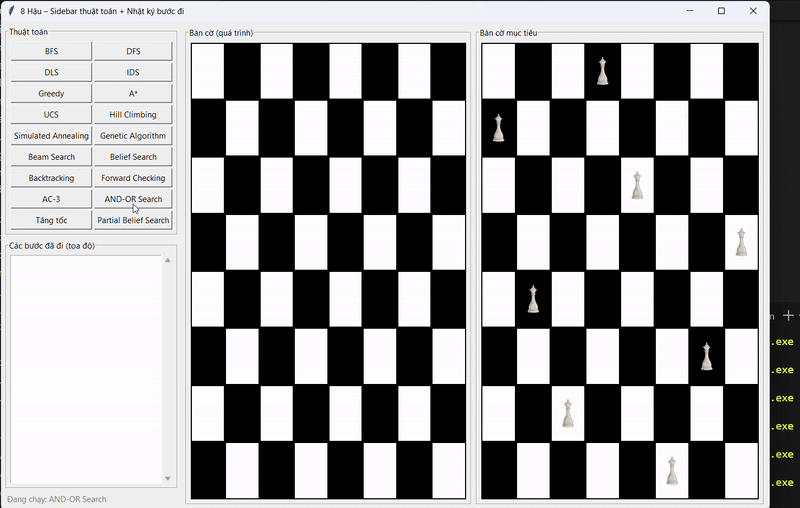 8 Hậu – Sidebar thuật toán + Nhật ký bước đi
Thuật toán
BFS
DFS
DLS
IDS
Greedy
A*
UCS
Hill Climbing
Simulated Annealing
Genetic Algorithm
Beam Search
Belief Search
Backtracking
Forward Checking
AC-3
AND-OR Search
Tăng tốc
Partial Belief Search
Các bước đã đi (tọa độ)
Đang chạy: AND-OR Search
Bàn cờ (quá trình)
Bàn cờ mục tiêu
.exe
.exe
.exe
.exe
.exe
.exe